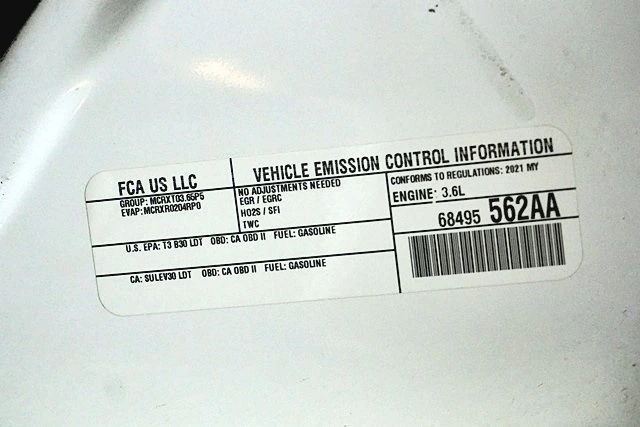 FCA US LLC
GROUP: MCRXT03.65P5
EVAP: MCRXR0204RP0
VEHICLE EMISSION CONTROL INFORMATION
NO ADJUSTMENTS NEEDED
EGR / EGRC
HO2S / SFI
TWC
CONFORMS TO REGULATIONS: 2021 MY
ENGINE: 3.6L
68495 562AA
U.S. EPA: T3 B30 LDT OBD: CA OBD II FUEL: GASOLINE
CA: SULEV30 LDT OBD: CA OBD II FUEL: GASOLINE